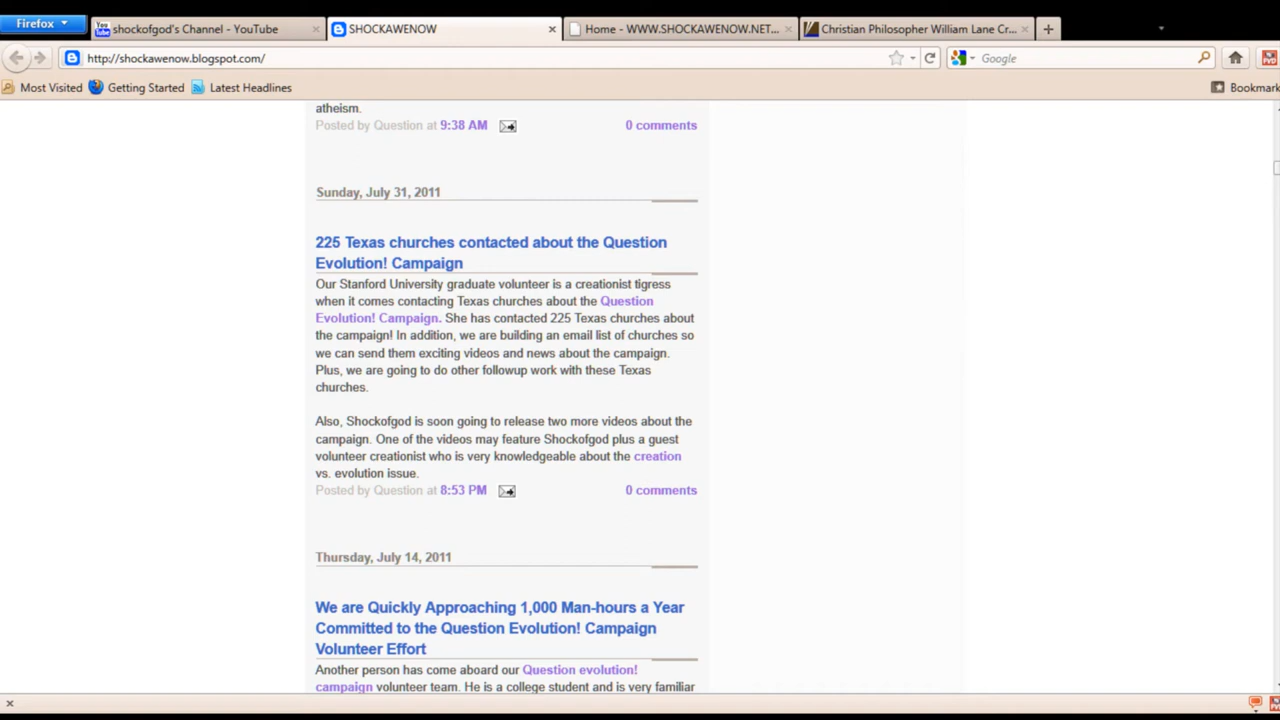 Firefox
shockofgod's Channel - YouTube
SHOCKAWENOW
Home - WWW.SHOCKAWENOW.NET...
Christian Philosopher William Lane Cr...
http://shockawenow.blogspot.com/
Google
Most Visited
Getting Started
Latest Headlines
Bookmark
atheism.
Posted by Question at 9:38 AM
0 comments
Sunday, July 31, 2011
225 Texas churches contacted about the Question
Evolution! Campaign
Our Stanford University graduate volunteer is a creationist tigress
when it comes contacting Texas churches about the Question
Evolution! Campaign. She has contacted 225 Texas churches about
the campaign! In addition, we are building an email list of churches so
we can send them exciting videos and news about the campaign.
Plus, we are going to do other followup work with these Texas
churches.
Also, Shockofgod is soon going to release two more videos about the
campaign. One of the videos may feature Shockofgod plus a guest
volunteer creationist who is very knowledgeable about the creation
vs. evolution issue.
Posted by Question at 8:53 PM
0 comments
Thursday, July 14, 2011
We are Quickly Approaching 1,000 Man-hours a Year
Committed to the Question Evolution! Campaign
Volunteer Effort
Another person has come aboard our Question evolution!
campaign volunteer team. He is a college student and is very familiar